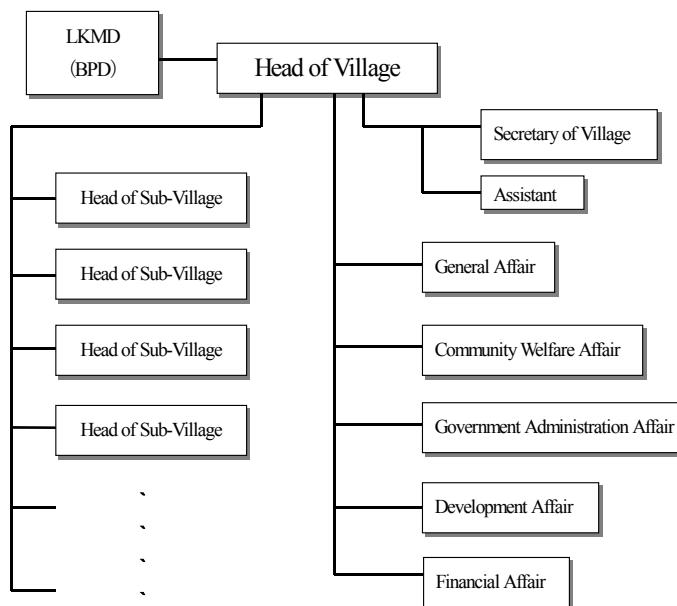 LKMD
(BPD)
Head of Village
Secretary of Village
Assistant
Head of Sub-Village
Head of Sub-Village
Head of Sub-Village
Head of Sub-Village
、
、
、
、
General Affair
Community Welfare Affair
Government Administration Affair
Development Affair
Financial Affair